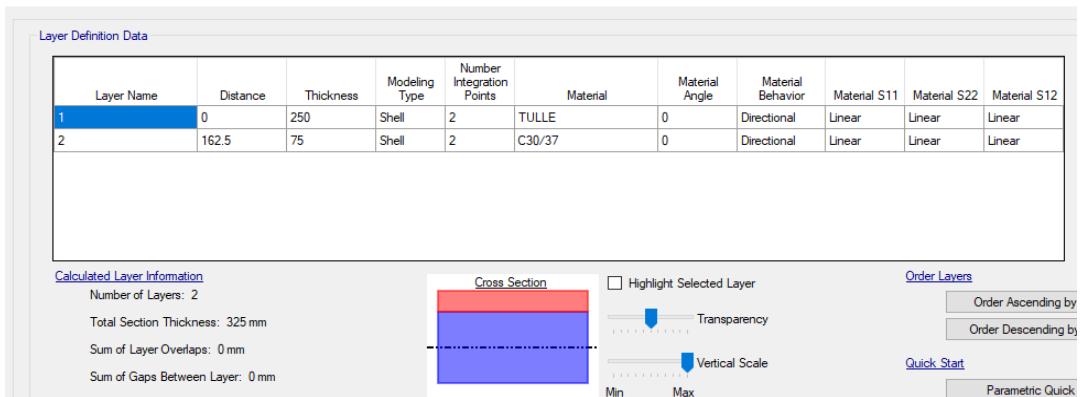 Layer Definition Data
Layer Name Distance Thickness Modeling Type Number Integration Points Material Material Angle Material Behavior Material S11 Material S22 Material S12
1 0 250 Shell 2 TULLE 0 Directional Linear Linear Linear
2 162.5 75 Shell 2 C30/37 0 Directional Linear Linear Linear
Calculated Layer Information
Number of Layers: 2
Total Section Thickness: 325 mm
Sum of Layer Overlaps: 0 mm
Sum of Gaps Between Layer: 0 mm
Cross Section
Highlight Selected Layer
Transparency
Vertical Scale
Min Max
Order Layers
Order Ascending by
Order Descending by
Quick Start
Parametric Quick